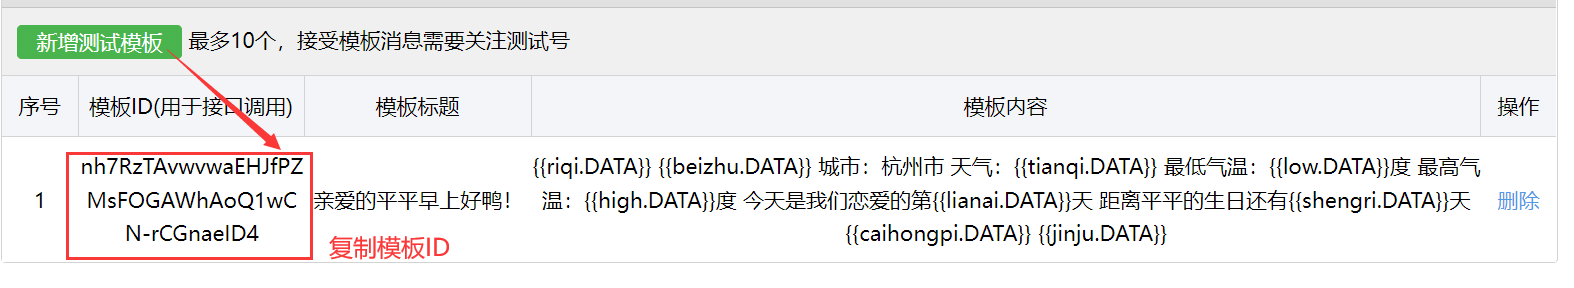 新增测试模板 最多10个，接受模板消息需要关注测试号
序号 模板ID(用于接口调用) 模板标题 模板内容 操作
1
nh7RzTAvwvwaEHJfPZ
MsFOGAWhAoQ1wC
N-rCGnaeID4
亲爱的平平早上好鸭！
{{riqi.DATA}} {{beizhu.DATA}} 城市：杭州市 天气：{{tianqi.DATA}} 最低气温：{{low.DATA}}度 最高气
温：{{high.DATA}}度 今天是我们恋爱的第{{lianai.DATA}}天 距离平平的生日还有{{shengri.DATA}}天
{{caihongpi.DATA}} {{jinju.DATA}}
删除
复制模板ID